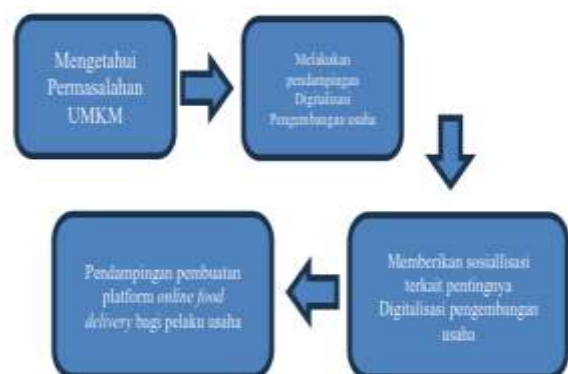 Mengetahui
Permasalahan
UMKM
Melakukan
pendampingan
Digitalisasi
Pengembangan usaha
Memberikan sosiallisasi
terkait pentingnya
Digitalisasi pengembangan
usaha
Pendampingan pembuatan
platform online food
delivery bagi pelaku usaha